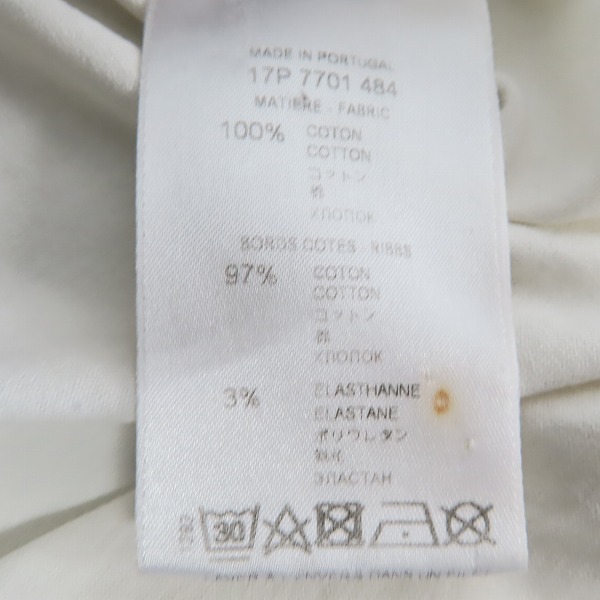 MADE IN PORTUGAL
17P 7701 484
MATIÈRE - FABRIC
100% COTON
COTTON
コットン
棉
ХЛОПОК
BORDS COTES - RIBBS
97% COTON
COTTON
コットン
棉
ХЛОПОК
3% ELASTHANNE
ELASTANE
ポリウレタン
ЭЛАСТАН
30